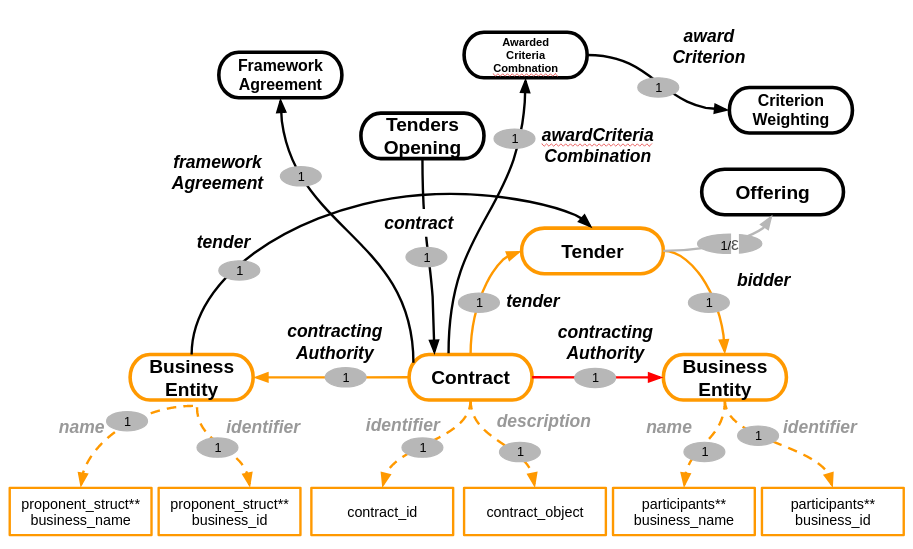 award
Criterion
Awarded
Criteria
Combnation
Framework
Agreement
1
Criterion
Weighting
Tenders
Opening
1
awardCriteria
Combination
framework
Agreement
1
Offering
contract
tender
Tender
1/ε
1
1
bidder
1
tender
1
contracting
Authority
contracting
Authority
Business
Entity
1
Contract
1
Business
Entity
name
1
identifier
identifier
description
name
1
identifier
1
1
1
1
proponent_struct**
business_name
proponent_struct**
business_id
contract_id
contract_object
participants**
business_name
participants**
business_id